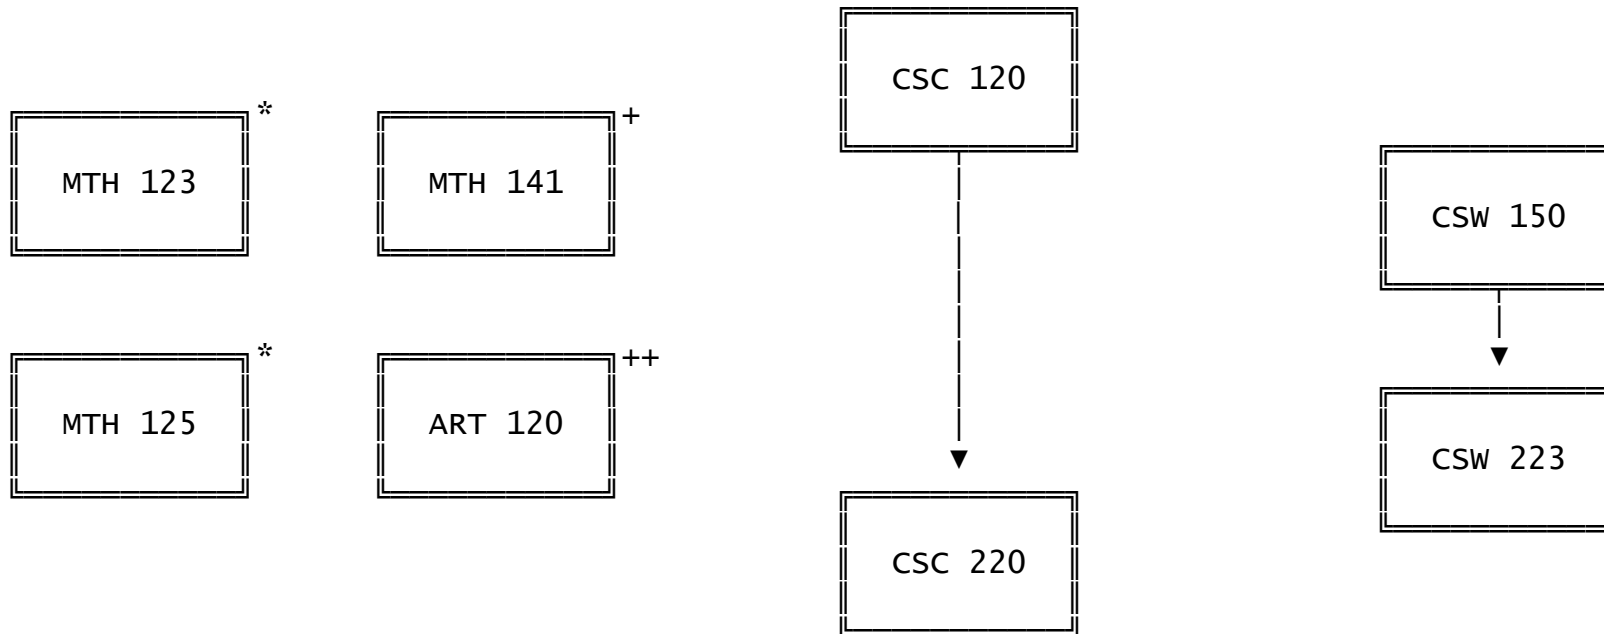 CSC 120
*
+
MTH 123
MTH 141
CSW 150
*
++
MTH 125
ART 120
CSW 223
CSC 220